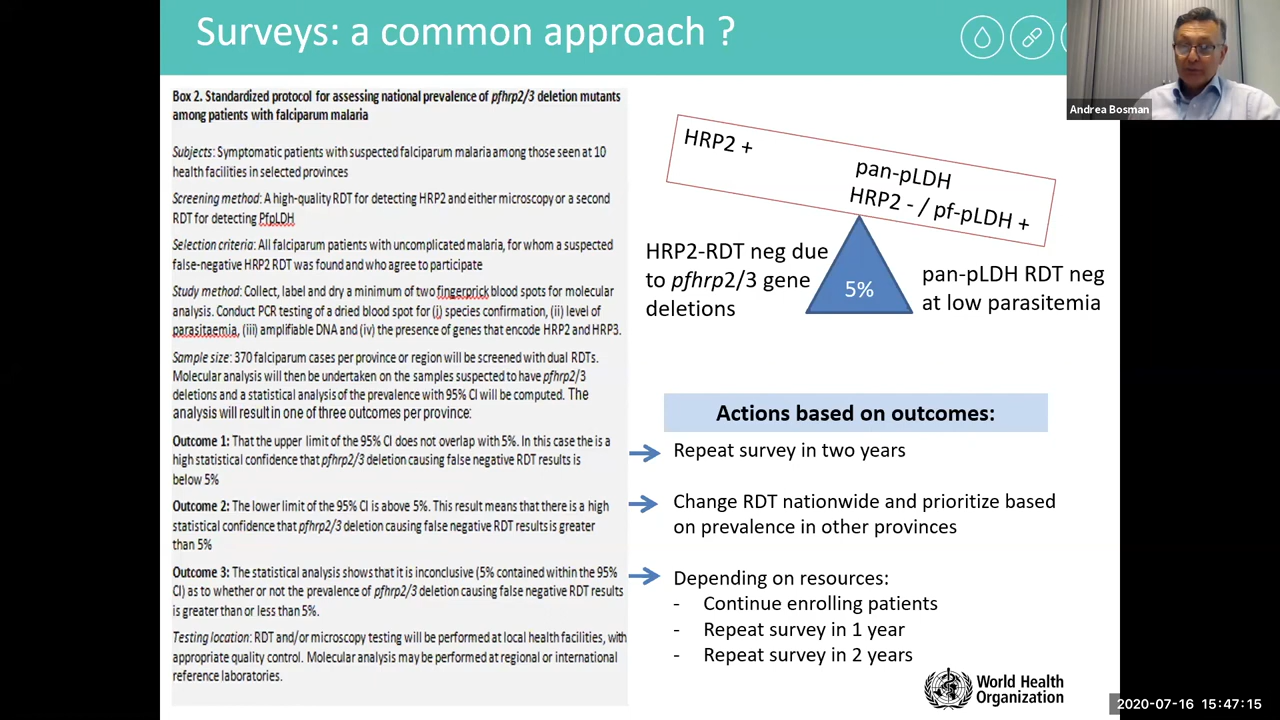 Surveys: a common approach ?
Andrea Bosman
Box 2. Standardized protocol for assessing national prevalence of pfhrp2/3 deletion mutants
among patients with falciparum malaria
Subjects: Symptomatic patients with suspected falciparum malaria among those seen at 10
health facilities in selected provinces
Screening method: A high-quality RDT for detecting HRP2 and either microscopy or a second
RDT for detecting PfpLDH
Selection criteria: All falciparum patients with uncomplicated malaria, for whom a suspected
false-negative HRP2 RDT was found and who agree to participate
Study method: Collect, label and dry a minimum of two fingerprick blood spots for molecular
analysis. Conduct PCR testing of a dried blood spot for (i) species confirmation, (ii) level of
parasitaemia, (iii) amplifiable DNA and (iv) the presence of genes that encode HRP2 and HRP3.
Sample size: 370 falciparum cases per province or region will be screened with dual RDTs.
Molecular analysis will then be undertaken on the samples suspected to have pfhrp2/3
deletions and a statistical analysis of the prevalence with 95% CI will be computed. The
analysis will result in one of three outcomes per province:
Outcome 1: That the upper limit of the 95% CI does not overlap with 5%. In this case the is a
high statistical confidence that pfhrp2/3 deletion causing false negative RDT results is
below 5%
Outcome 2: The lower limit of the 95% CI is above 5%. This result means that there is a high
statistical confidence that pfhrp2/3 deletion causing false negative RDT results is greater
than 5%
Outcome 3: The statistical analysis shows that it is inconclusive (5% contained within the 95%
CI) as to whether or not the prevalence of pfhrp2/3 deletion causing false negative RDT results
is greater than or less than 5%.
Testing location: RDT and/or microscopy testing will be performed at local health facilities, with
appropriate quality control. Molecular analysis may be performed at regional or international
reference laboratories.
HRP2 +
pan-pLDH
HRP2 - / pf-pLDH +
HRP2-RDT neg due
to pfhrp2/3 gene
deletions
5%
pan-pLDH RDT neg
at low parasitemia
Actions based on outcomes:
Repeat survey in two years
Change RDT nationwide and prioritize based
on prevalence in other provinces
Depending on resources:
- Continue enrolling patients
- Repeat survey in 1 year
- Repeat survey in 2 years
World Health
Organization
2020-07-16 15:47:15